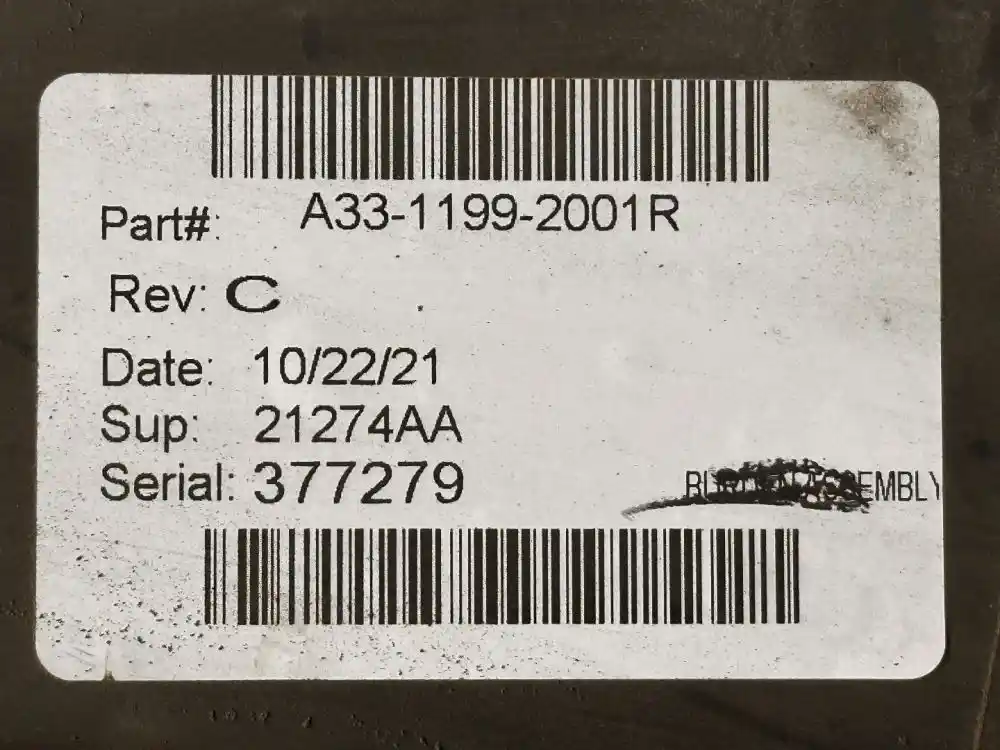 Part#: A33-1199-2001R
Rev: C
Date: 10/22/21
Sup: 21274AA
Serial: 377279